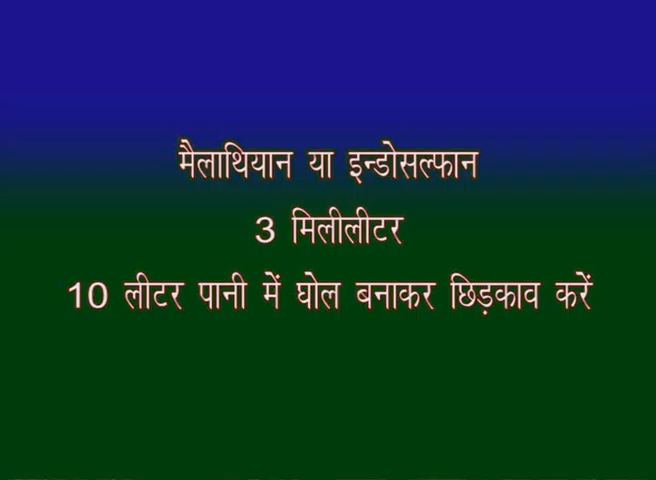 मैलाथियान या इन्डोसल्फान
3 मिलीलीटर
10 लीटर पानी में घोल बनाकर छिड़काव करें